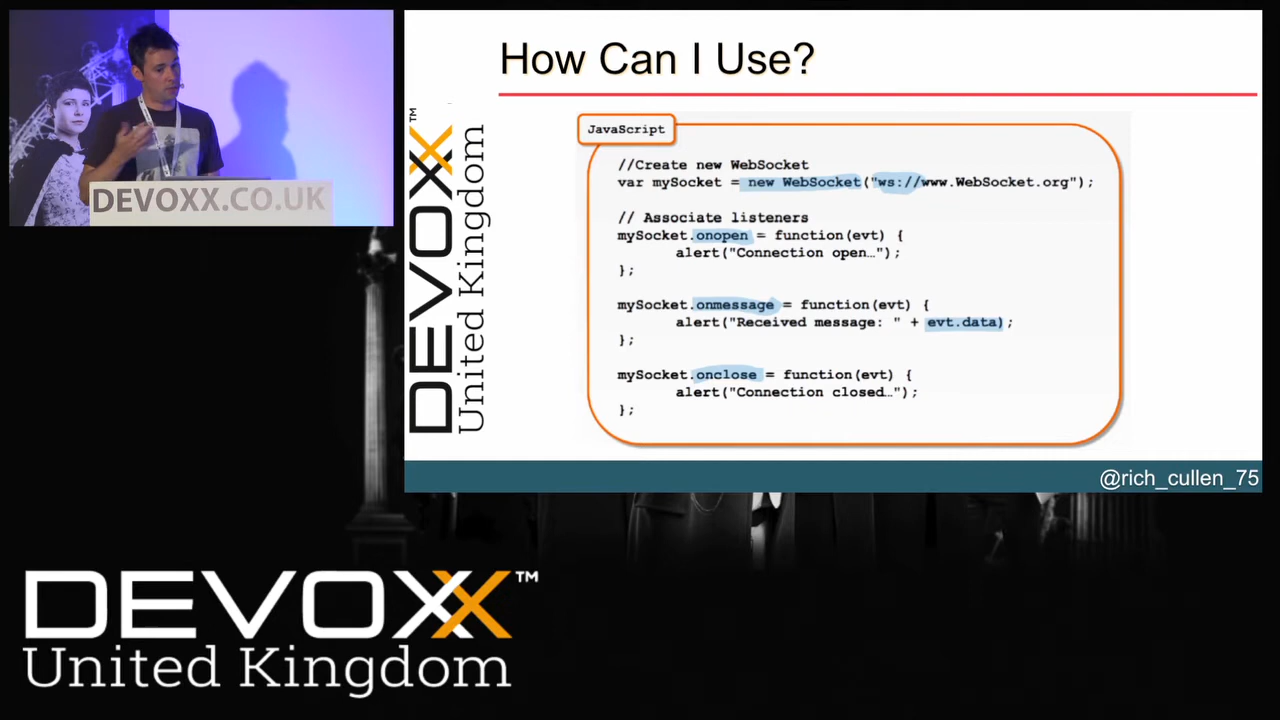 DEVOXX.CO.UK
How Can I Use?
DEVOXX™
United Kingdom
JavaScript
//Create new WebSocket
var mySocket = new WebSocket("ws://www.WebSocket.org");
// Associate listeners
mySocket.onopen = function(evt) {
alert("Connection open…");
};
mySocket.onmessage = function(evt) {
alert("Received message: " + evt.data);
};
mySocket.onclose = function(evt) {
alert("Connection closed…");
};
@rich_cullen_75
DEVOXX™
United Kingdom